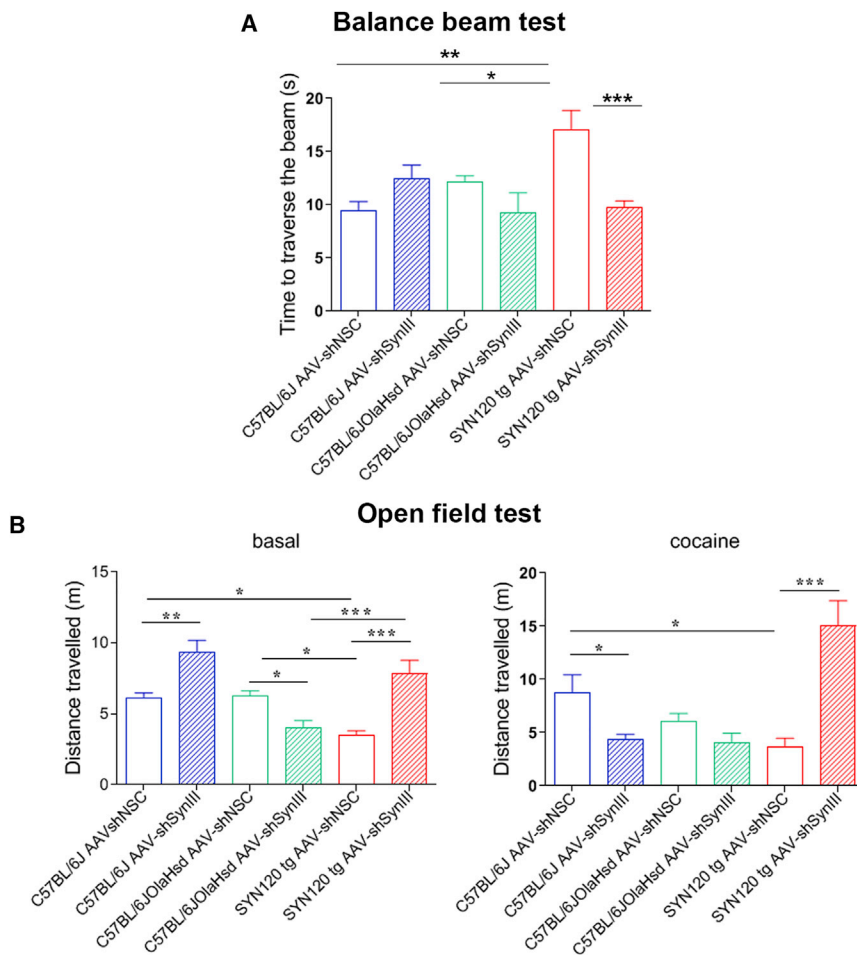 A Balance beam test
**
*
***
Time to traverse the beam (s)
20
15
10
5
0
C57BL/6J AAV-shNSC
C57BL/6J AAV-shSynIII
C57BL/6JOlaHsd AAV-shNSC
C57BL/6JOlaHsd AAV-shSynIII
SYN120 tg AAV-shNSC
SYN120 tg AAV-shSynIII
B Open field test
basal
Distance travelled (m)
15
10
5
0
*
**
***
***
*
*
C57BL/6J AAVshNSC
C57BL/6J AAV-shSynIII
C57BL/6JOlaHsd AAV-shNSC
C57BL/6JOlaHsd AAV-shSynIII
SYN120 tg AAV-shNSC
SYN120 tg AAV-shSynIII
cocaine
Distance travelled (m)
20
15
10
5
0
***
*
*
C57BL/6J AAV-shNSC
C57BL/6J AAV-shSynIII
C57BL/6JOlaHsd AAV-shNSC
C57BL/6JOlaHsd AAV-shSynIII
SYN120 tg AAV-shNSC
SYN120 tg AAV-shSynIII